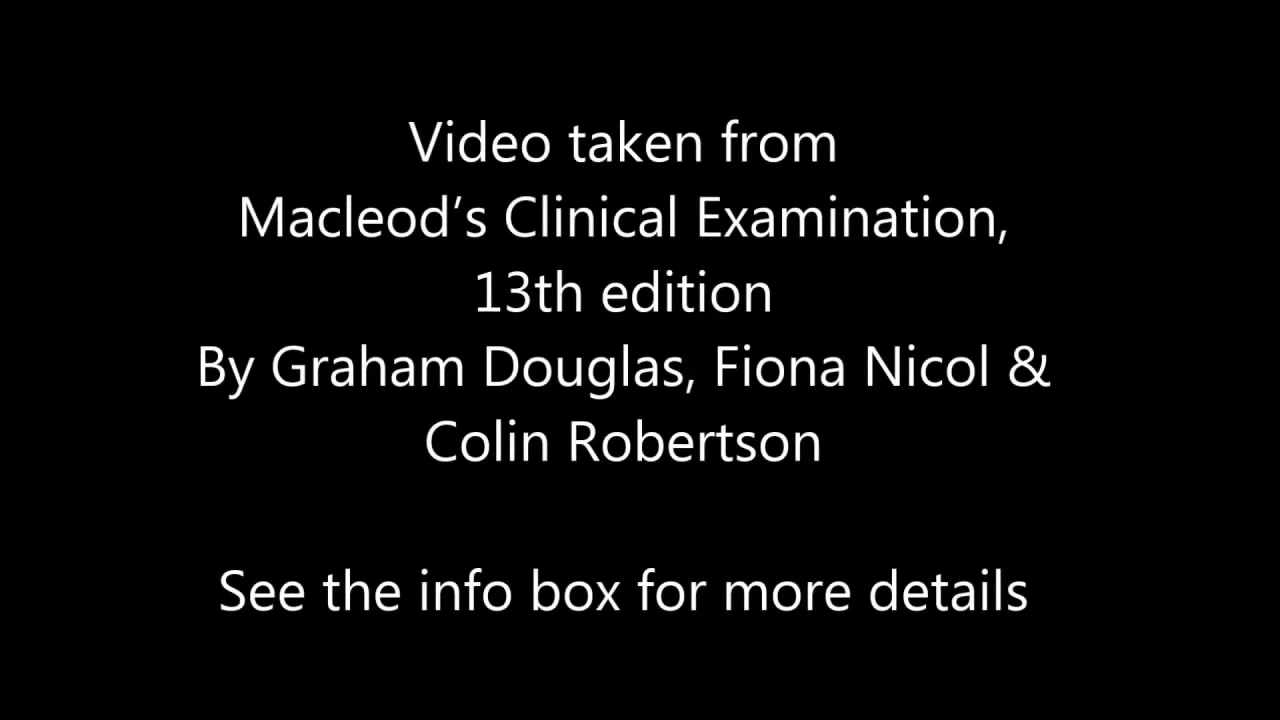 Video taken from
Macleod’s Clinical Examination,
13th edition
By Graham Douglas, Fiona Nicol &
Colin Robertson
See the info box for more details